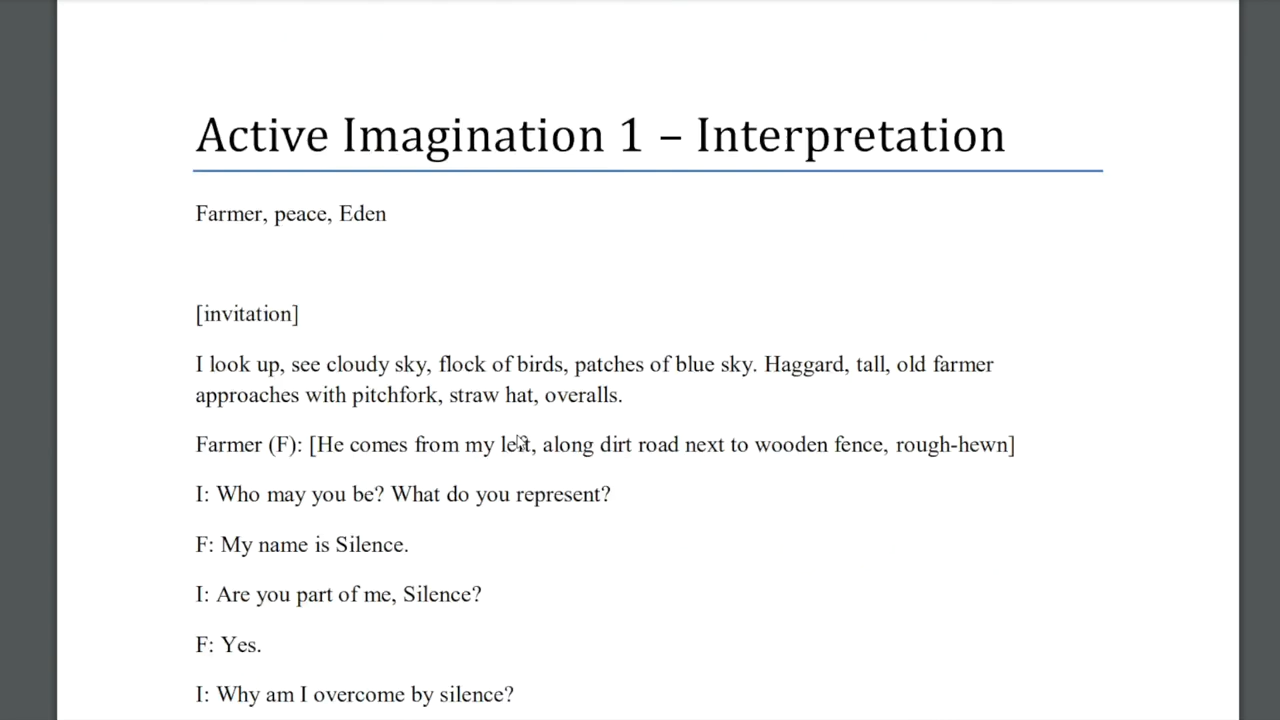 Active Imagination 1 – Interpretation
Farmer, peace, Eden
[invitation]
I look up, see cloudy sky, flock of birds, patches of blue sky. Haggard, tall, old farmer
approaches with pitchfork, straw hat, overalls.
Farmer (F): [He comes from my left, along dirt road next to wooden fence, rough-hewn]
I: Who may you be? What do you represent?
F: My name is Silence.
I: Are you part of me, Silence?
F: Yes.
I: Why am I overcome by silence?